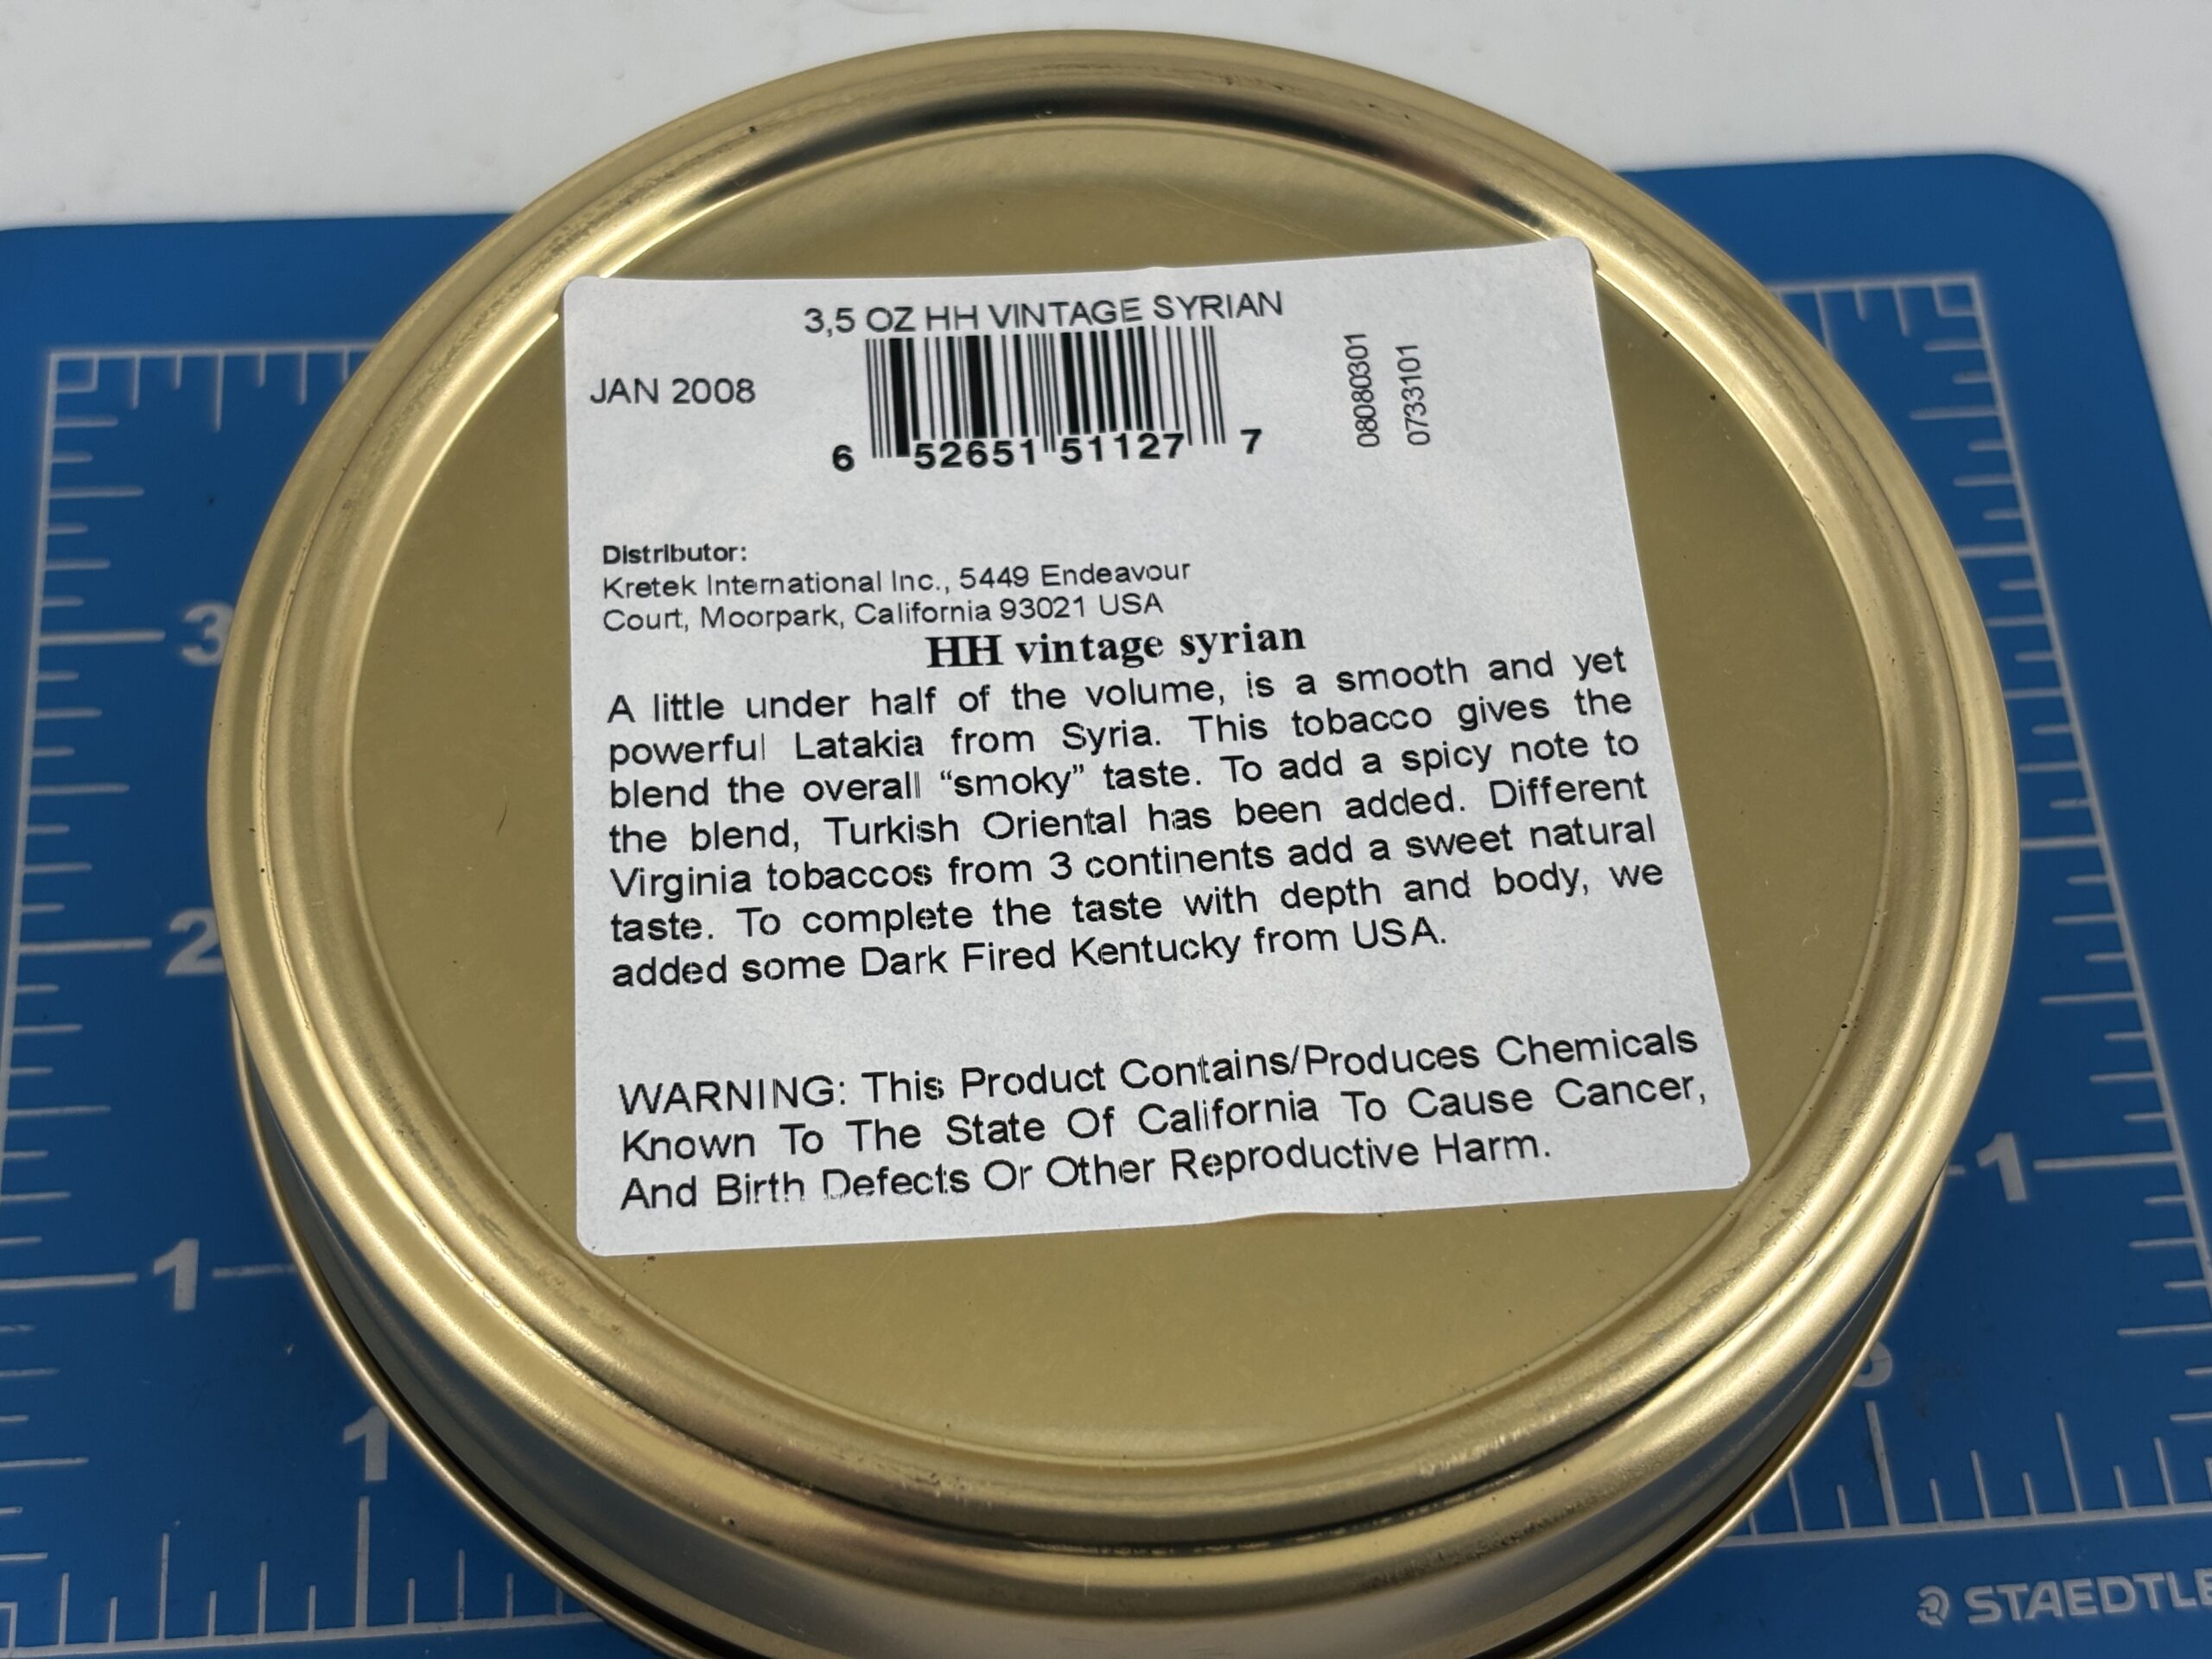 3,5 OZ HH VINTAGE SYRIAN
JAN 2008
6 52651 51127 7
08080301
0733101
Distributor:
Kretek International Inc., 5449 Endeavour
Court, Moorpark, California 93021 USA
HH vintage syrian
A little under half of the volume, is a smooth and yet
powerful Latakia from Syria. This tobacco gives the
blend the overall “smoky” taste. To add a spicy note to
the blend, Turkish Oriental has been added. Different
Virginia tobaccos from 3 continents add a sweet natural
taste. To complete the taste with depth and body, we
added some Dark Fired Kentucky from USA.
WARNING: This Product Contains/Produces Chemicals
Known To The State Of California To Cause Cancer,
And Birth Defects Or Other Reproductive Harm.
3
2
1
1
1